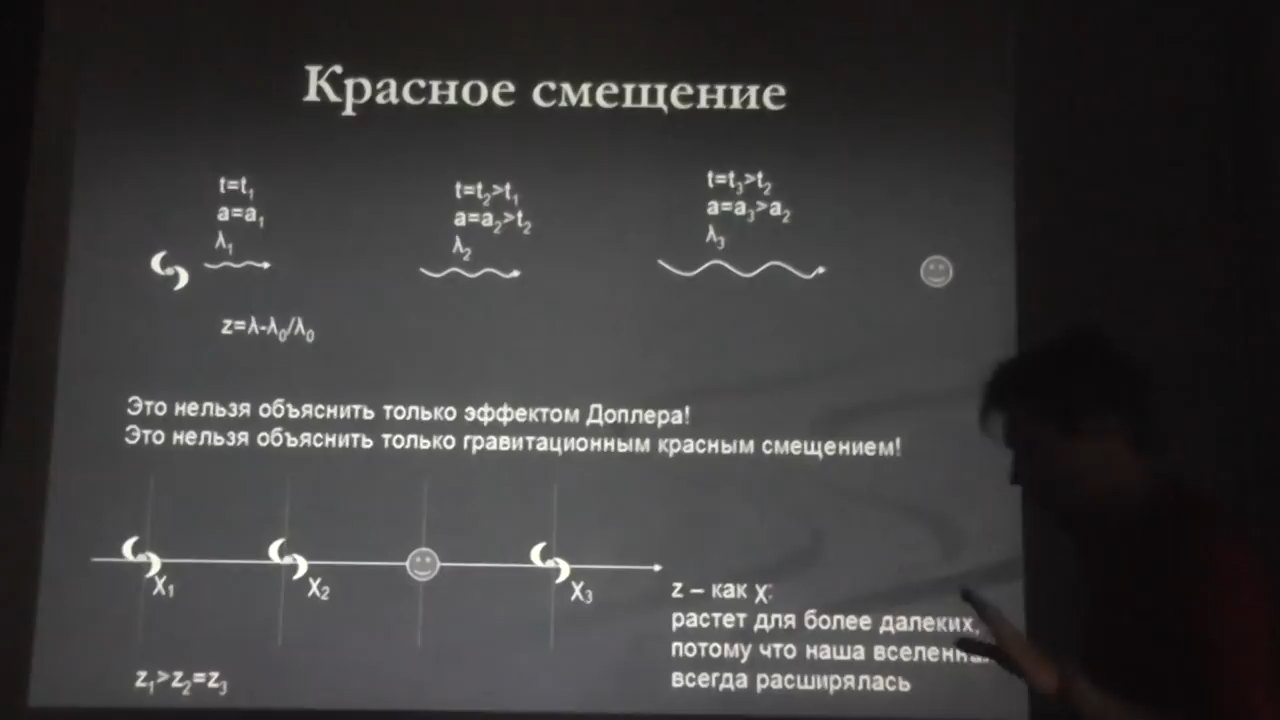 Красное смещение
t=t₁
a=a₁
λ₁
t=t₂>t₁
a=a₂>t₂
λ₂
t=t₃>t₂
a=a₃>a₂
λ₃
z=λ-λ₀/λ₀
Это нельзя объяснить только эффектом Доплера!
Это нельзя объяснить только гравитационным красным смещением!
X₁
X₂
X₃
z₁>z₂=z₃
z – как χ:
растет для более далеких,
потому что наша
всегда расширялась